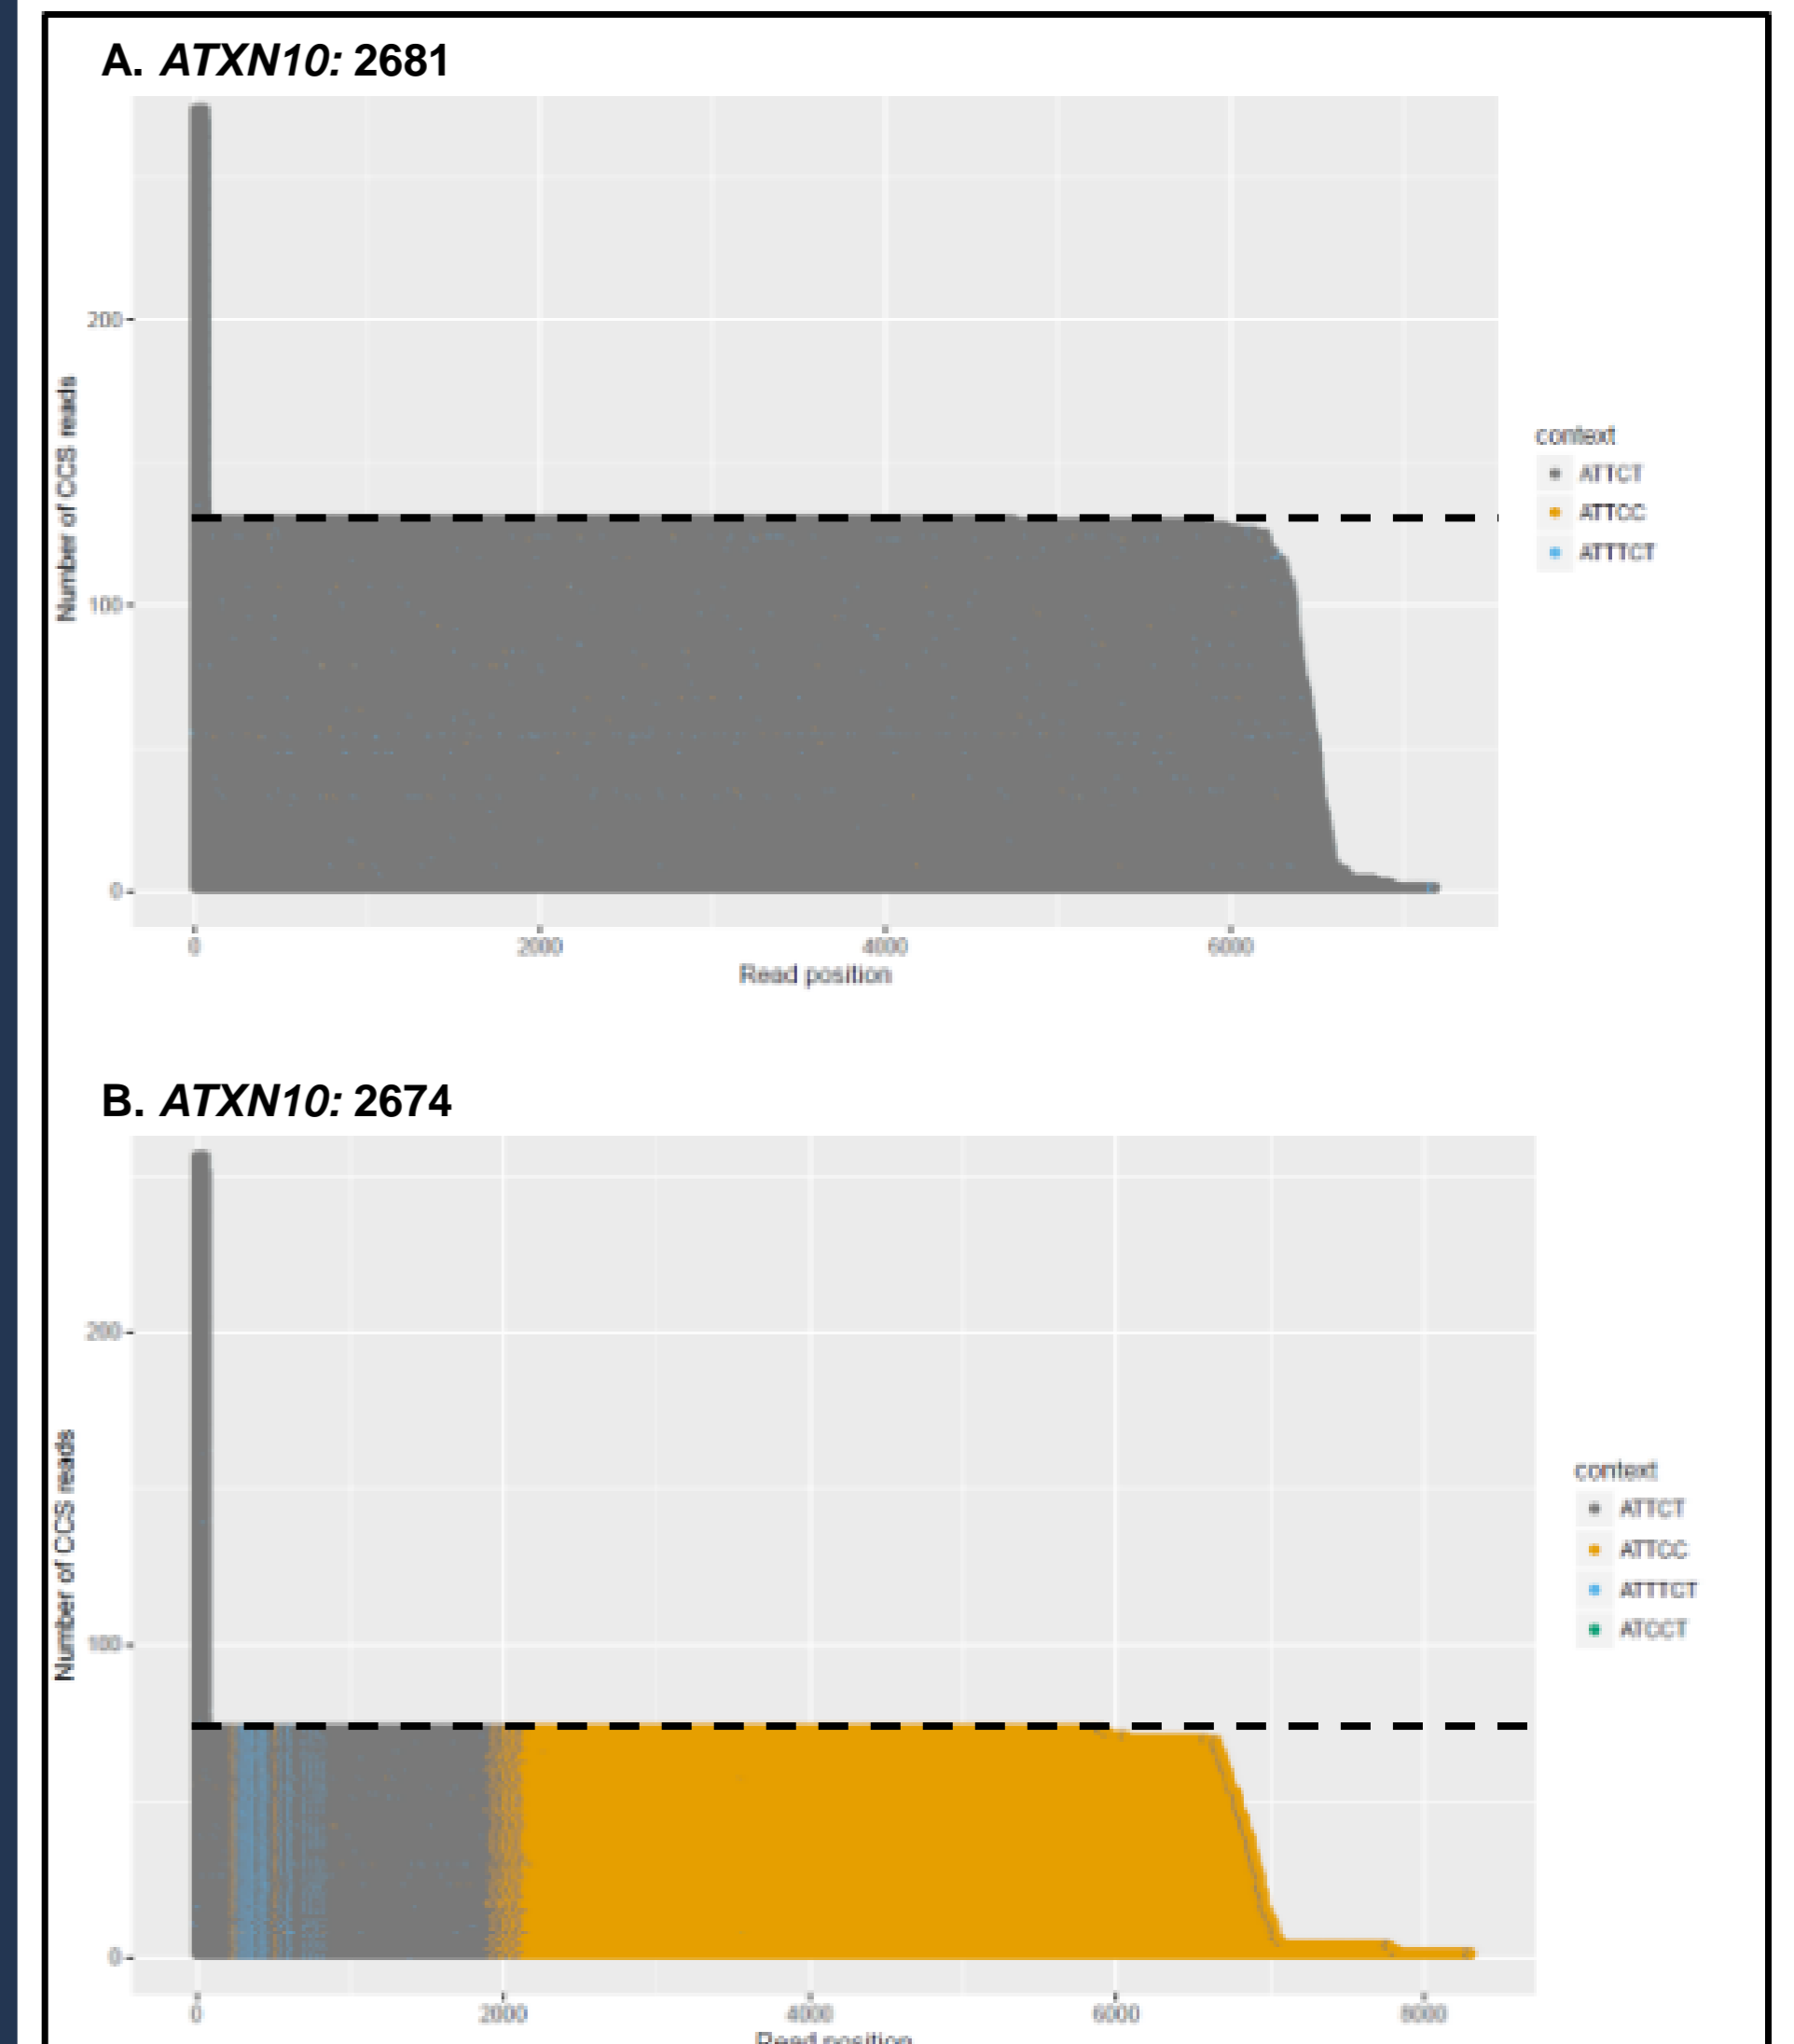 A. ATXN10: 2681
200
100
0
Number of CCS reads
0 2000 4000 6000
Read position
context
ATTCT
ATTCC
ATTTCT
B. ATXN10: 2674
200
100
0
Number of CCS reads
0 2000 4000 6000 8000
Read position
context
ATTCT
ATTCC
ATTTCT
ATCCT